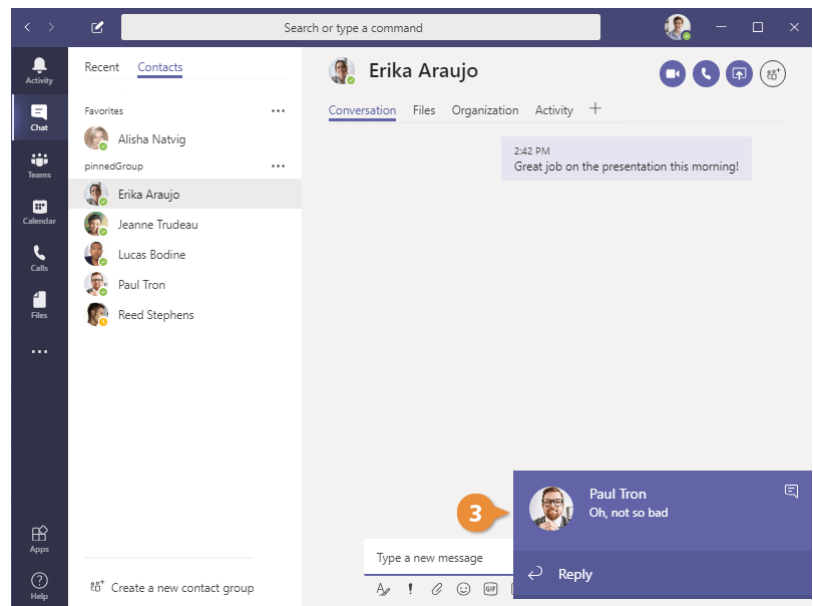 Search or type a command
Activity
Chat
Teams
Calendar
Calls
Files
Apps
Help
Recent Contacts
Favorites
Alisha Natvig
pinnedGroup
Erika Araujo
Jeanne Trudeau
Lucas Bodine
Paul Tron
Reed Stephens
Create a new contact group
Erika Araujo
Conversation Files Organization Activity
2:42 PM
Great job on the presentation this morning!
3
Paul Tron
Oh, not so bad
Reply
Type a new message
GIF